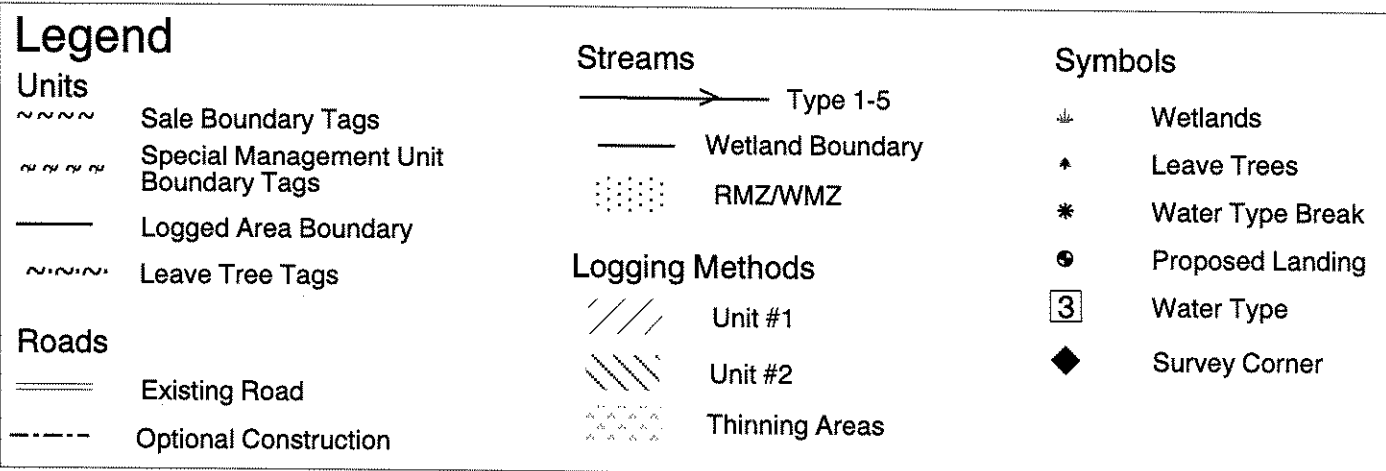 Legend
Units
Sale Boundary Tags
Special Management Unit
Boundary Tags
Logged Area Boundary
Leave Tree Tags
Roads
Existing Road
Optional Construction
Streams
Type 1-5
Wetland Boundary
RMZ/WMZ
Logging Methods
Unit #1
Unit #2
Thinning Areas
Symbols
Wetlands
Leave Trees
Water Type Break
Proposed Landing
3 Water Type
Survey Corner